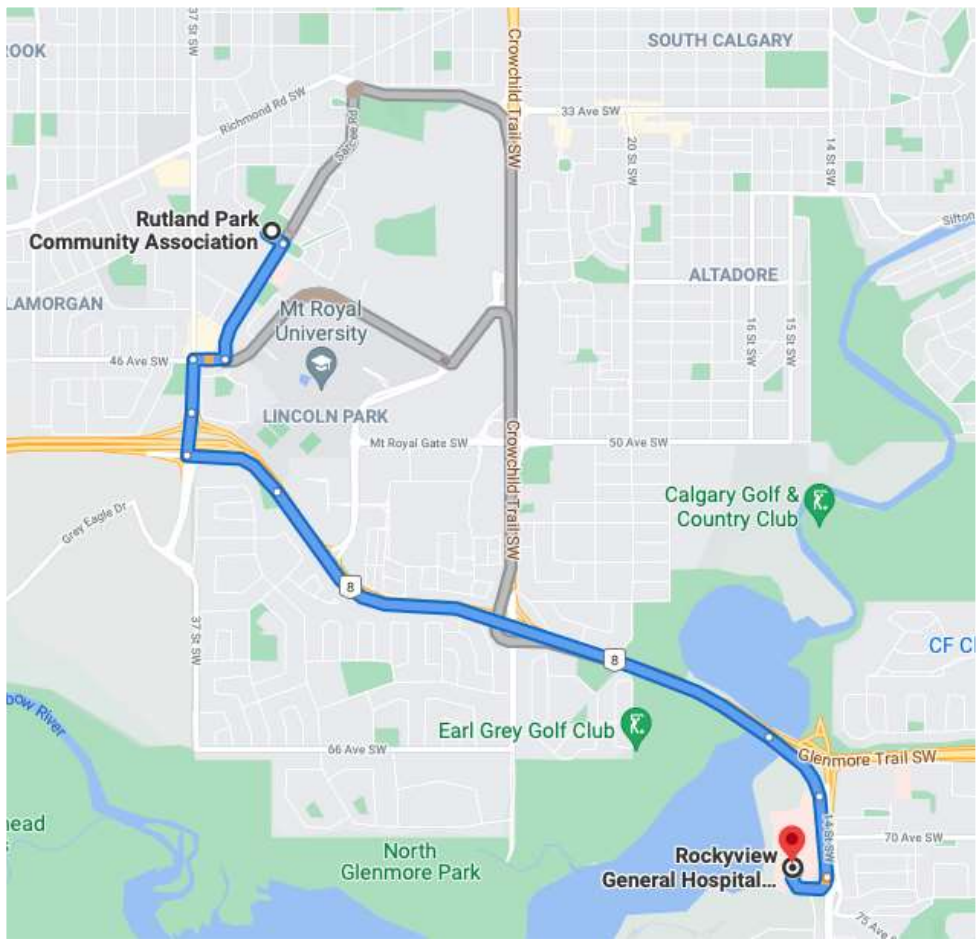 37 ST SW
ROOK
SOUTH CALGARY
Crowchild Trail SW
Richmond Rd SW
Sarcee Rd
33 Ave SW
20 St SW
14 St SW
Rutland Park
Community Association
Sifton
ALTADORE
LAMORGAN
Mt Royal
University
16 St SW
15 St SW
46 Ave SW
LINCOLN PARK
Mt Royal Gate SW
50 Ave SW
Crowchild Trail SW
Calgary Golf &
Country Club
Grey Eagle Dr
8
37 St SW
8
CF C
bow River
Earl Grey Golf Club
66 Ave SW
Glenmore Trail SW
head
14 St SW
70 Ave SW
North
Glenmore Park
Rockyview
General Hospital...
75 Ave